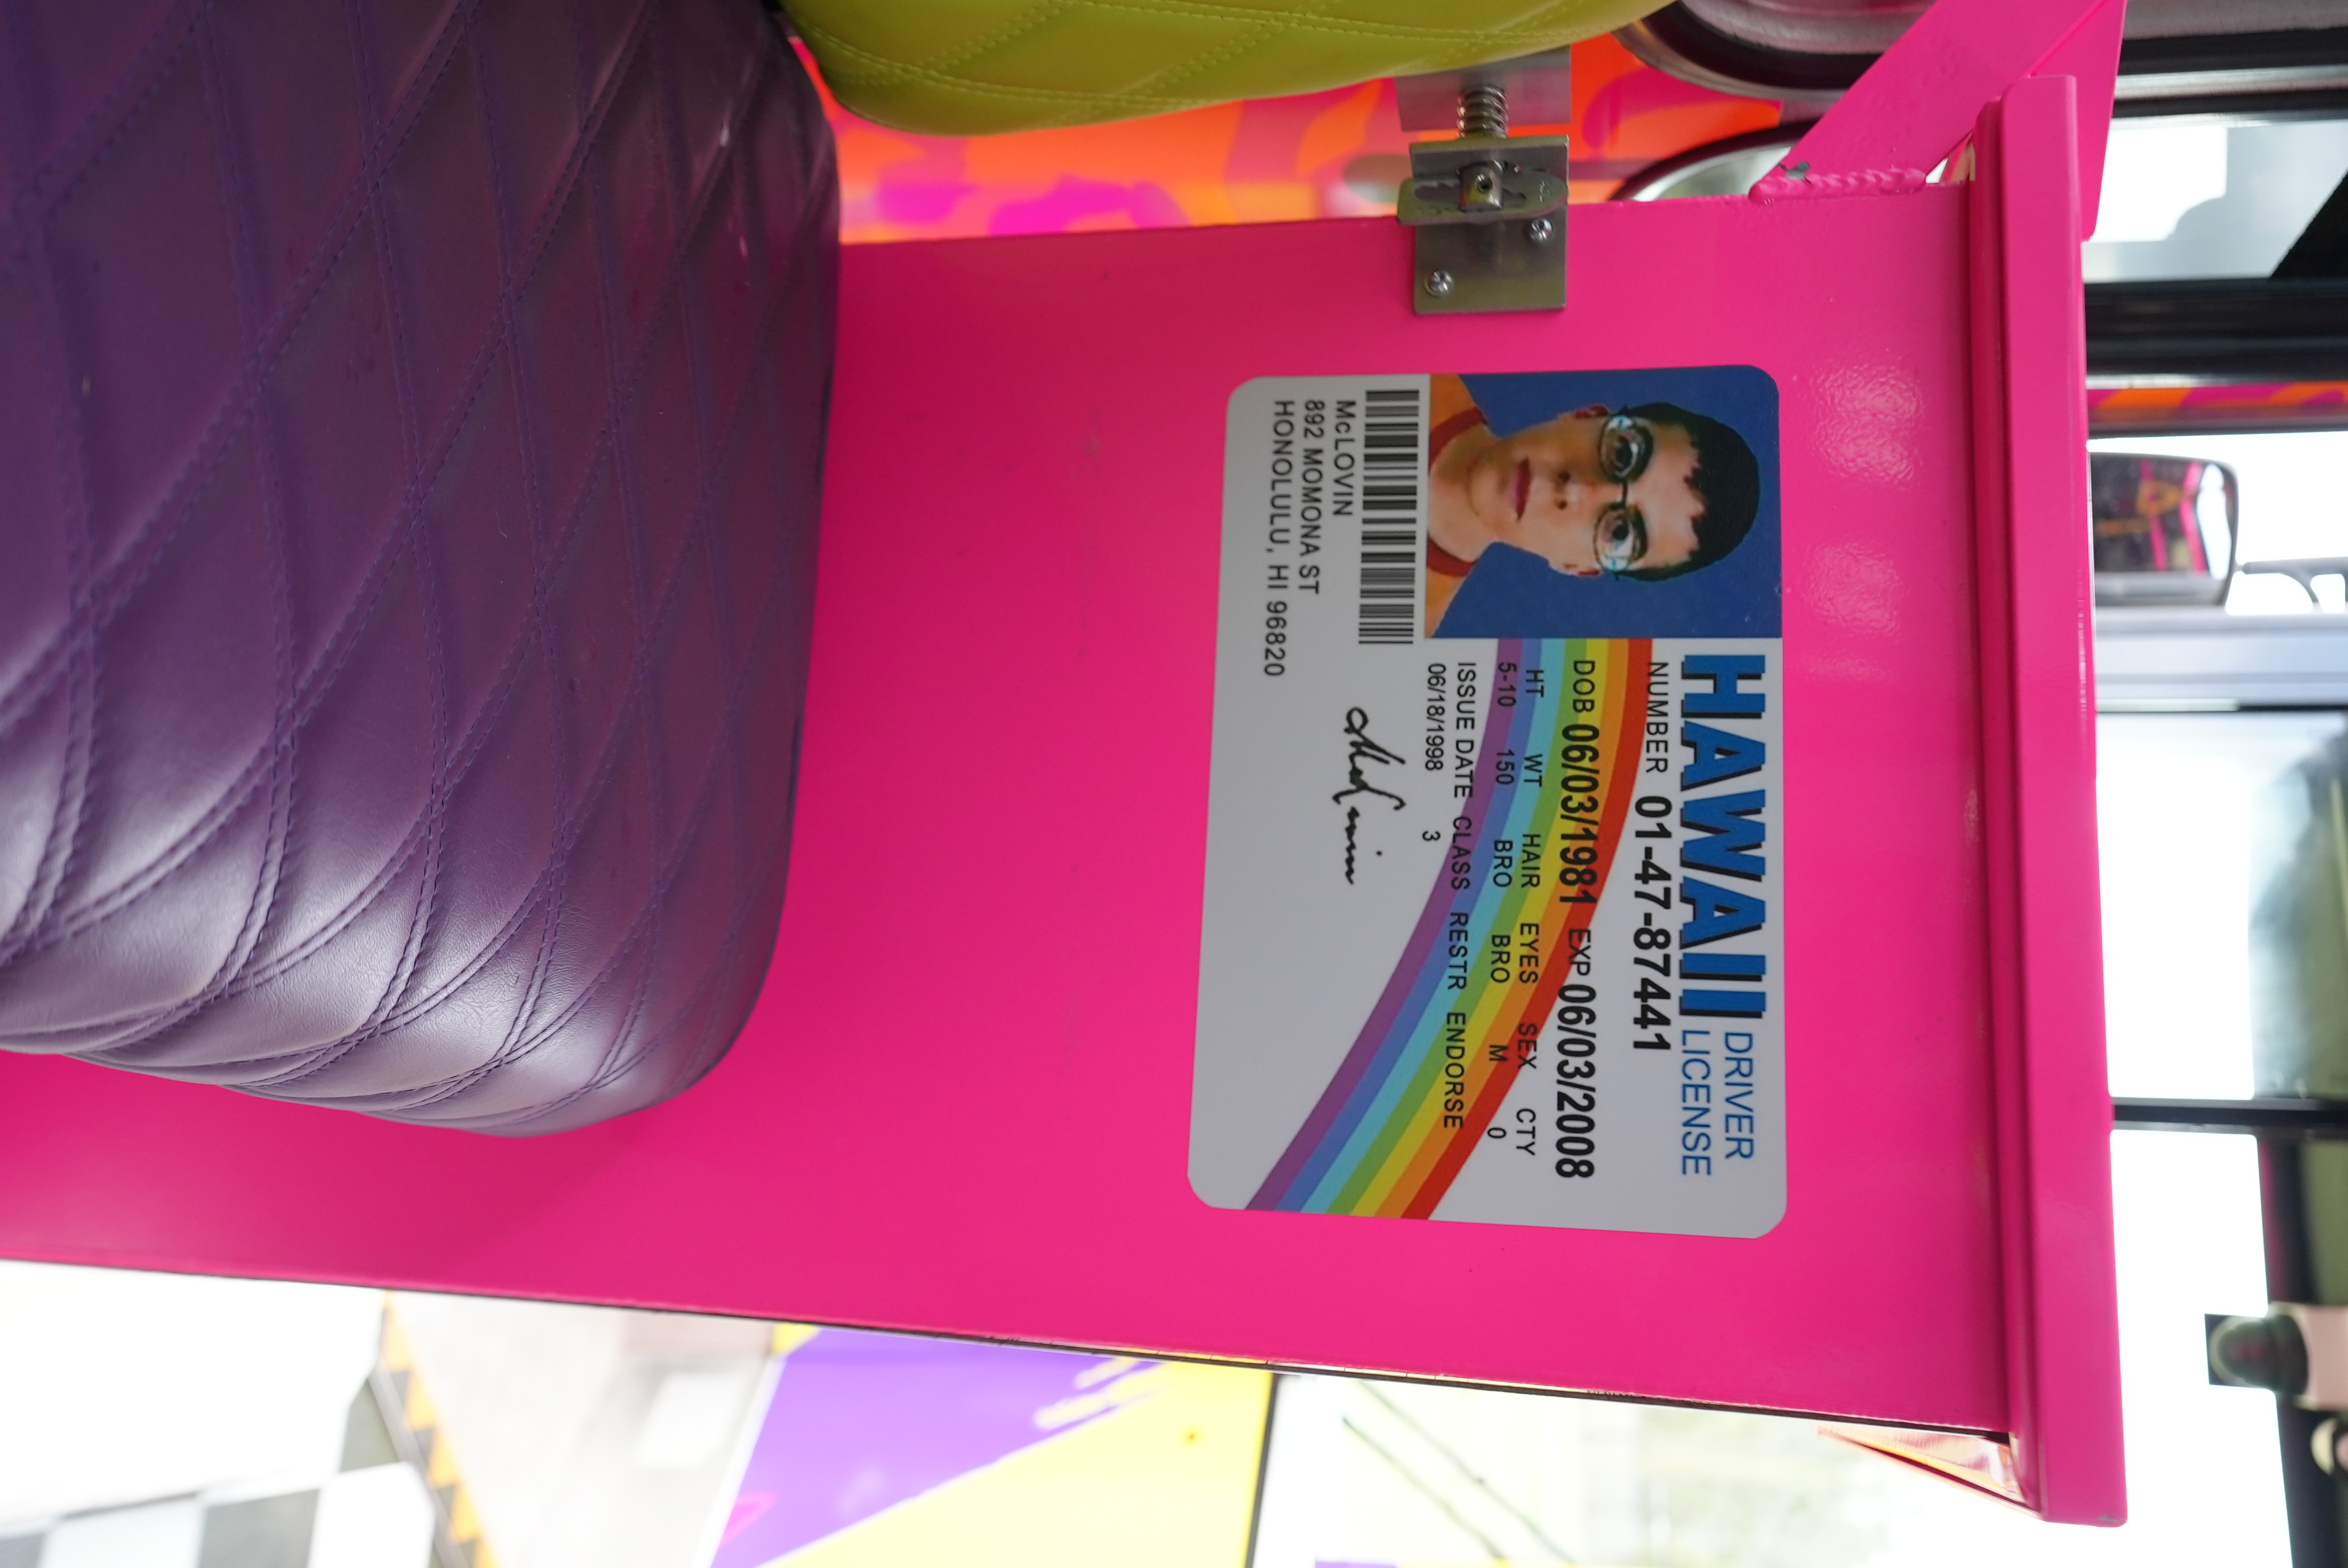 HAWAII DRIVER LICENSE
NUMBER 01-47-87441
DOB 06/03/1981 EXP 06/03/2008
HT WT HAIR EYES SEX CTY
5-10 150 BRO BRO M 0
ISSUE DATE CLASS RESTR ENDORSE
06/18/1998 3
McLovin
McLOVIN
892 MOMONA ST
HONOLULU, HI 96820